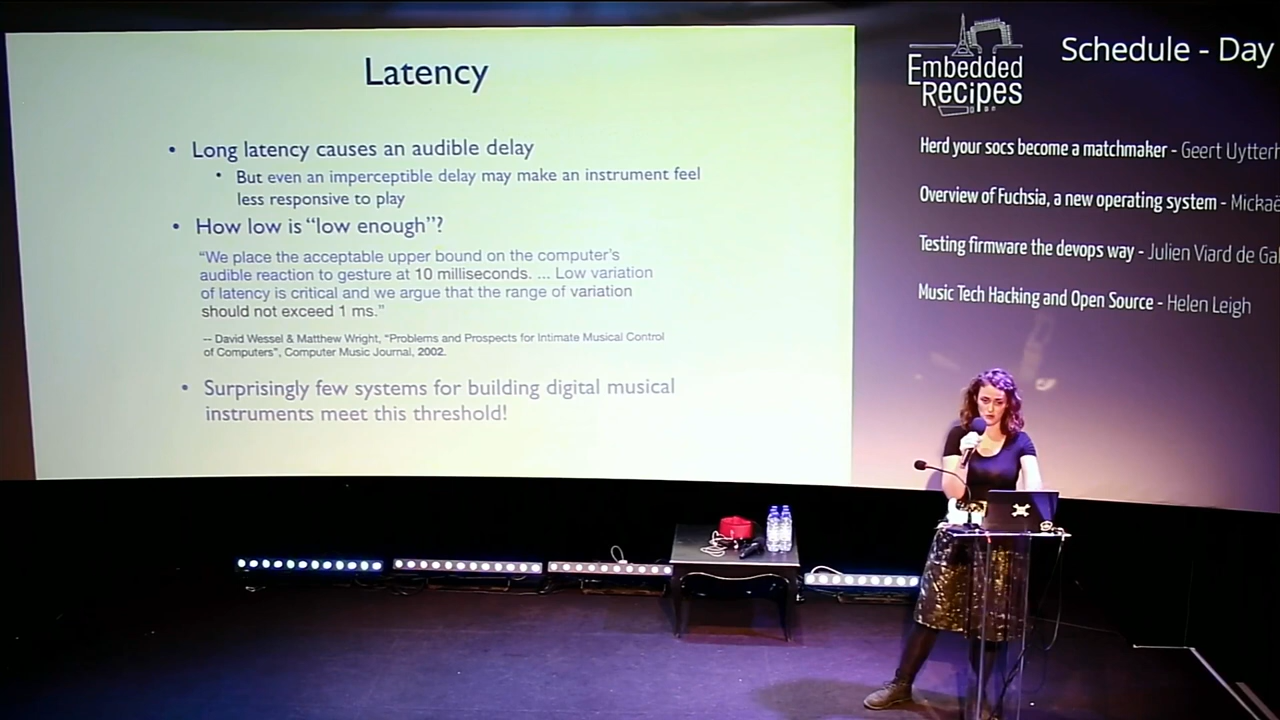 Latency
• Long latency causes an audible delay
• But even an imperceptible delay may make an instrument feel
less responsive to play
• How low is “low enough”?
“We place the acceptable upper bound on the computer’s
audible reaction to gesture at 10 milliseconds. ... Low variation
of latency is critical and we argue that the range of variation
should not exceed 1 ms.”
-- David Wessel & Matthew Wright, “Problems and Prospects for Intimate Musical Control
of Computers”, Computer Music Journal, 2002.
• Surprisingly few systems for building digital musical
instruments meet this threshold!
Embedded
Recipes
Schedule - Day
Herd your socs become a matchmaker - Geert Uytterh
Overview of Fuchsia, a new operating system - Mickaë
Testing firmware the devops way - Julien Viard de Gal
Music Tech Hacking and Open Source - Helen Leigh